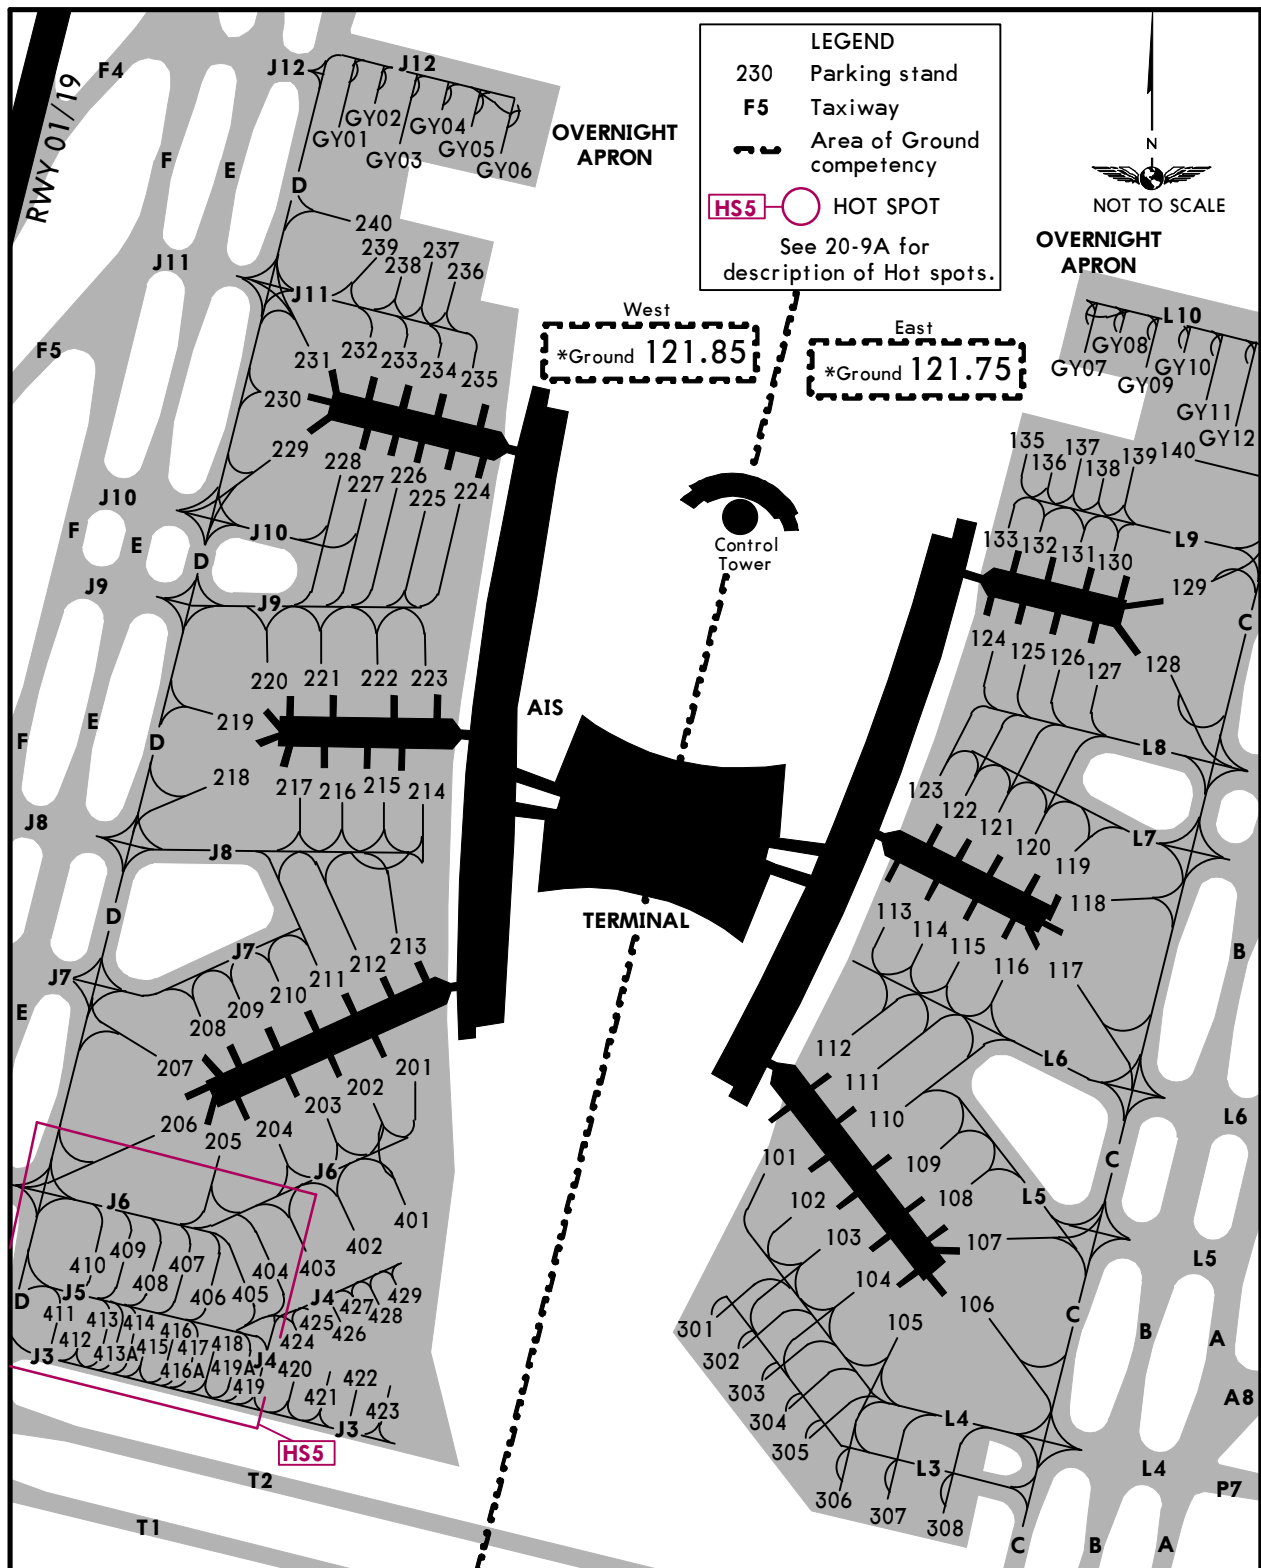 LEGEND
230 Parking stand
F5 Taxiway
Area of Ground
competency
HS5 HOT SPOT
See 20-9A for
description of Hot spots.
N
NOT TO SCALE
RWY 01/19
F4
J12
J12
GY01
GY02
GY03
GY04
GY05
GY06
OVERNIGHT
APRON
F
E
D
240
239
238
237
236
J11
J11
F5
231
232
233
234
235
230
229
228
227
226
225
224
West
*Ground 121.85
East
*Ground 121.75
OVERNIGHT
APRON
L10
GY07
GY08
GY09
GY10
GY11
GY12
135
136
137
138
139
140
133
132
131
130
L9
129
C
128
124
125
126
127
Control
Tower
J10
J10
F
E
D
J9
J9
220
221
222
223
219
F
E
D
218
217
216
215
214
AIS
J8
J8
D
TERMINAL
L8
L7
123
122
121
120
119
118
113
114
115
116
117
B
J7
J7
E
213
212
211
210
209
208
207
206
205
204
203
202
201
112
111
110
L6
L6
101
102
103
104
105
106
107
108
109
C
L5
L5
J6
J6
410
409
408
407
406
405
404
403
402
401
D
J5
411
412
413
413A
414
415
416
416A
417
418
419A
419
J4
J4
420
421
422
423
424
425
426
427
428
429
J3
J3
HS5
T2
T1
301
302
303
304
305
306
307
308
C
B
A
A8
L4
L3
L4
P7
C
B
A